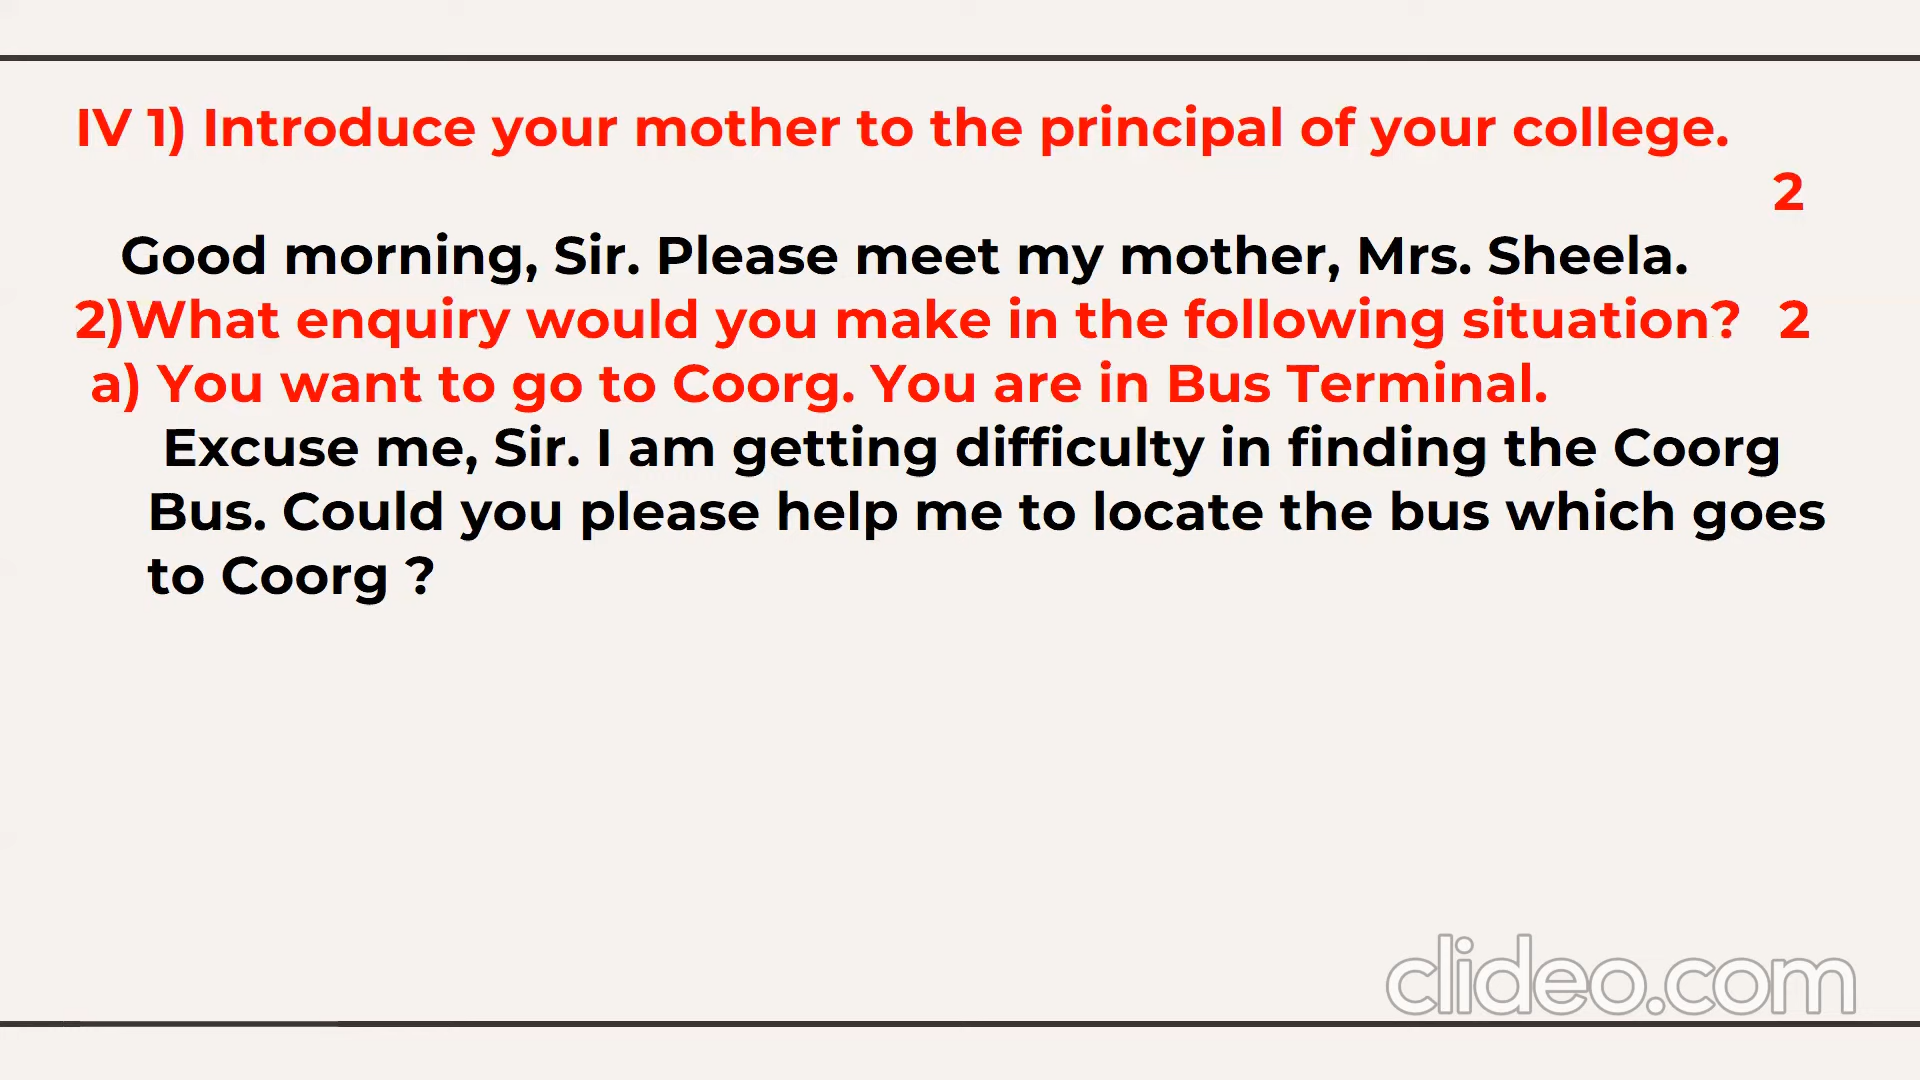 IV 1) Introduce your mother to the principal of your college.
2
Good morning, Sir. Please meet my mother, Mrs. Sheela.
2)What enquiry would you make in the following situation? 2
a) You want to go to Coorg. You are in Bus Terminal.
Excuse me, Sir. I am getting difficulty in finding the Coorg
Bus. Could you please help me to locate the bus which goes
to Coorg ?
clideo.com